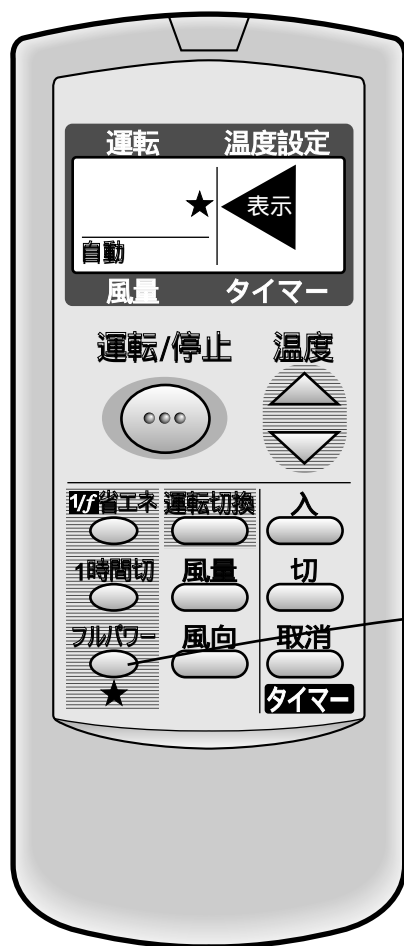 運転 温度設定
★ 表示
自動
風量 タイマー
運転/停止 温度
1/f省エネ 運転切換 入
1時間切 風量 切
フルパワー 風向 取消
★ タイマー